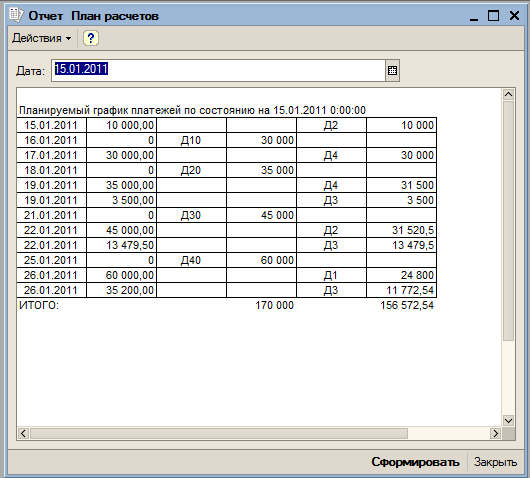 Отчет План расчетов
Действия
Дата: 15.01.2011
Планируемый график платежей по состоянию на 15.01.2011 0:00:00
15.01.2011 10 000,00 Д2 10 000
16.01.2011 0 Д10 30 000
17.01.2011 30 000,00 Д4 30 000
18.01.2011 0 Д20 35 000
19.01.2011 35 000,00 Д4 31 500
19.01.2011 3 500,00 Д3 3 500
21.01.2011 0 Д30 45 000
22.01.2011 45 000,00 Д2 31 520,5
22.01.2011 13 479,50 Д3 13 479,5
25.01.2011 0 Д40 60 000
26.01.2011 60 000,00 Д1 24 800
26.01.2011 35 200,00 Д3 11 772,54
ИТОГО: 170 000 156 572,54
Сформировать Закрыть